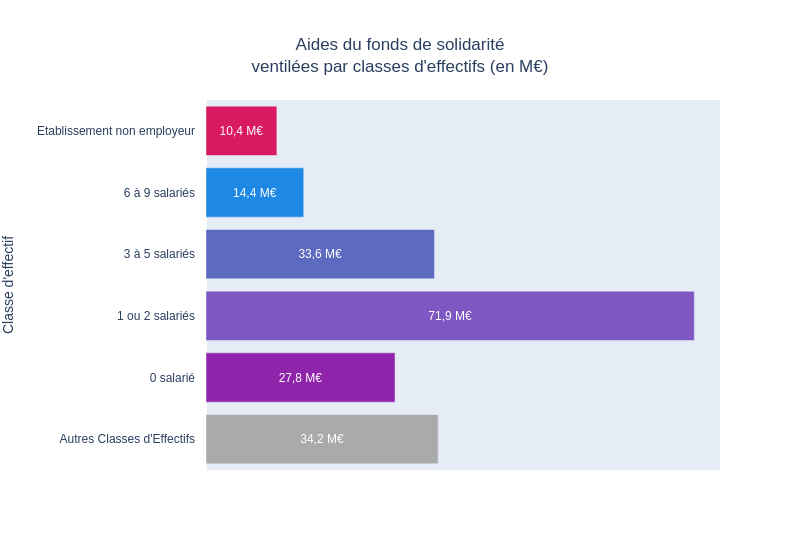 Aides du fonds de solidarité
ventilées par classes d'effectifs (en M€)
Classe d'effectif
Etablissement non employeur
10,4 M€
6 à 9 salariés
14,4 M€
3 à 5 salariés
33,6 M€
1 ou 2 salariés
71,9 M€
0 salarié
27,8 M€
Autres Classes d'Effectifs
34,2 M€